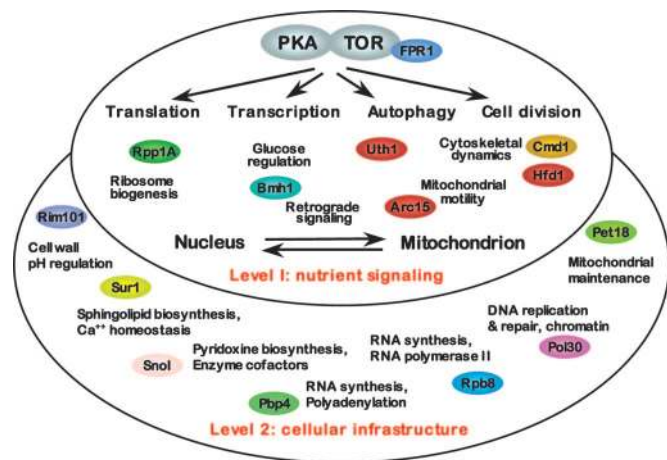 PKA TOR FPR1
Translation Transcription Autophagy Cell division
Rpp1A
Ribosome
biogenesis
Glucose
regulation
Bmh1
Retrograde
signaling
Uth1
Arc15
Cytoskeletal
dynamics
Cmd1
Hfd1
Mitochondrial
motility
Nucleus Mitochondrion
Level I: nutrient signaling
Rim101
Cell wall
pH regulation
Pet18
Mitochondrial
maintenance
Sur1
Sphingolipid biosynthesis,
Ca++ homeostasis
DNA replication
& repair, chromatin
Pol30
Snol
Pyridoxine biosynthesis,
Enzyme cofactors
RNA synthesis,
RNA polymerase II
Rpb8
Pbp4
RNA synthesis,
Polyadenylation
Level 2: cellular infrastructure